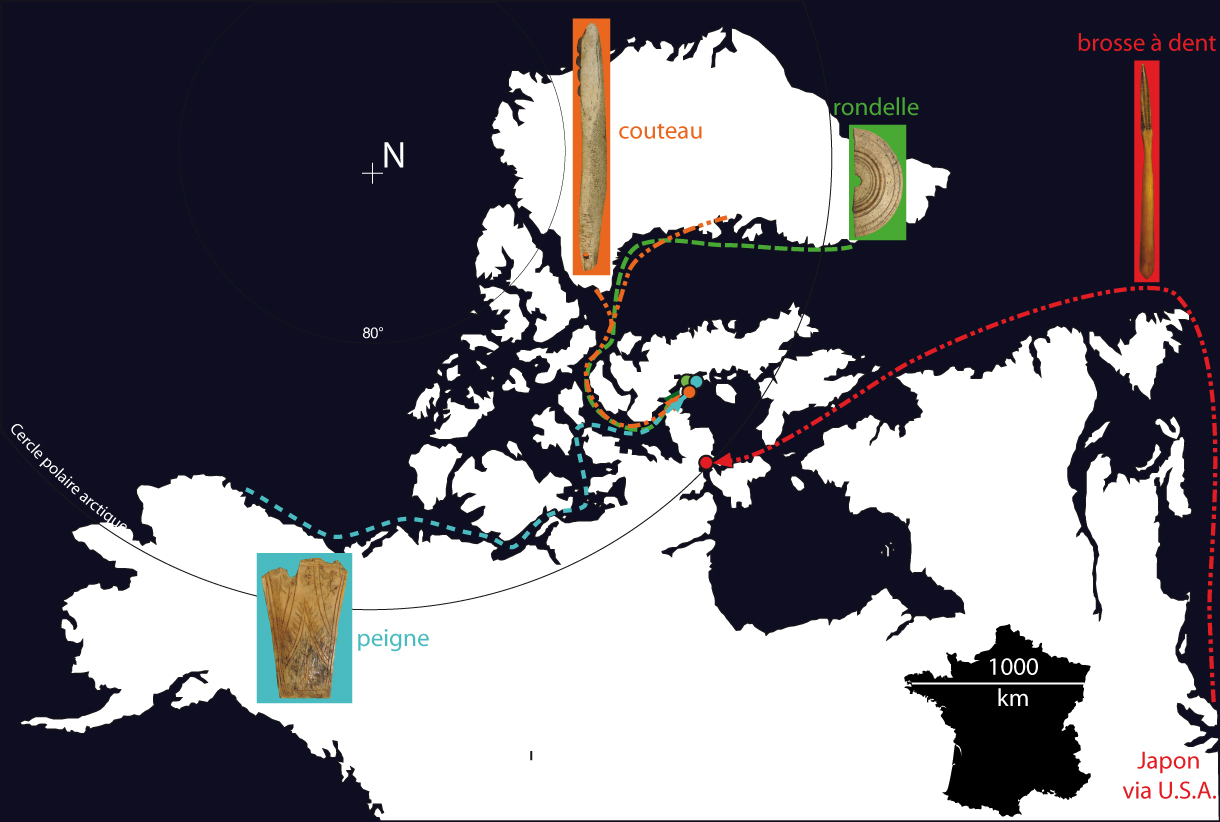 brosse à dent
rondelle
couteau
N
80°
Cercle polaire arctique
peigne
1000
km
Japon
via U.S.A.